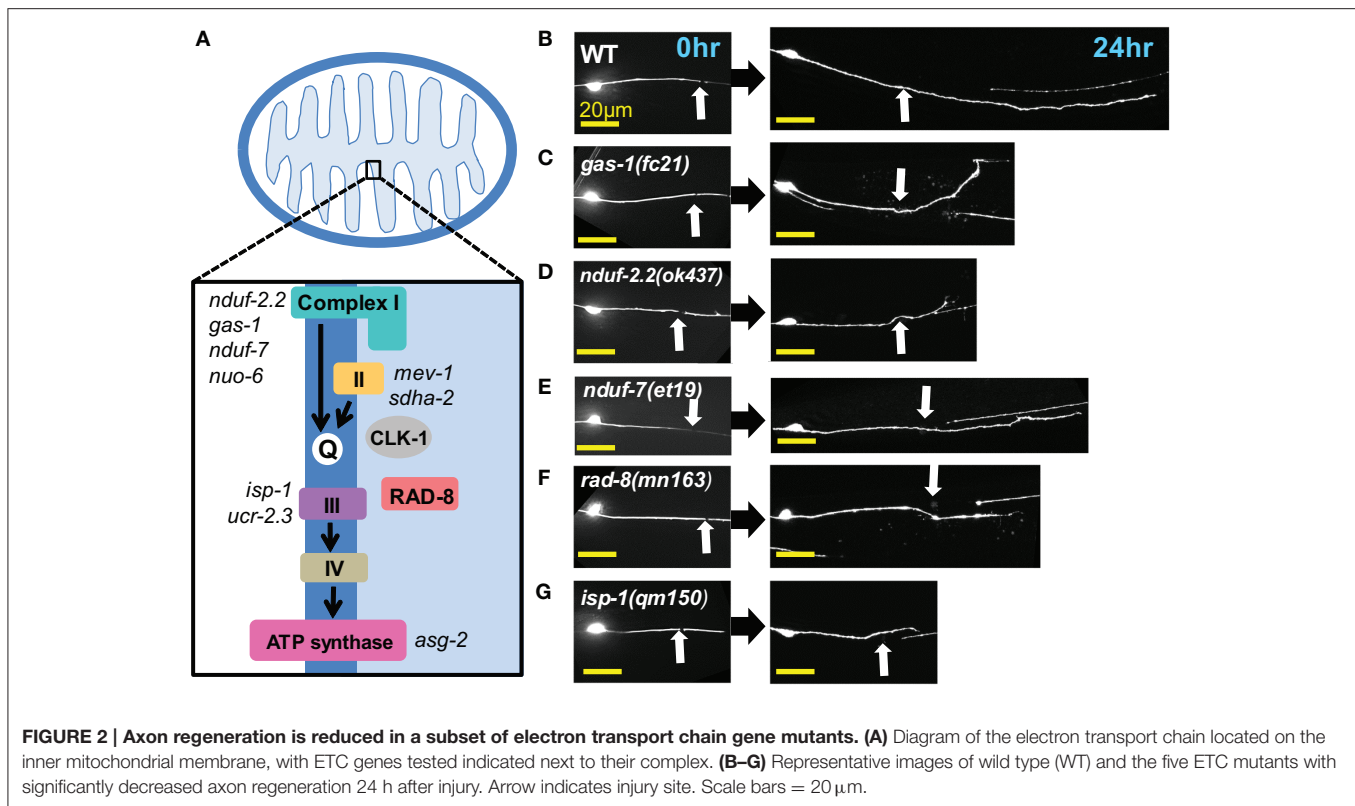 A
nduf-2.2
gas-1
nduf-7
nuo-6
Complex I
II
mev-1
sdha-2
Q
CLK-1
isp-1
ucr-2.3
III
RAD-8
IV
ATP synthase
asg-2
B
WT
0hr
20μm
24hr
C
gas-1(fc21)
D
nduf-2.2(ok437)
E
nduf-7(et19)
F
rad-8(mn163)
G
isp-1(qm150)
FIGURE 2 | Axon regeneration is reduced in a subset of electron transport chain gene mutants. (A) Diagram of the electron transport chain located on the
inner mitochondrial membrane, with ETC genes tested indicated next to their complex. (B–G) Representative images of wild type (WT) and the five ETC mutants with
significantly decreased axon regeneration 24 h after injury. Arrow indicates injury site. Scale bars = 20 μm.